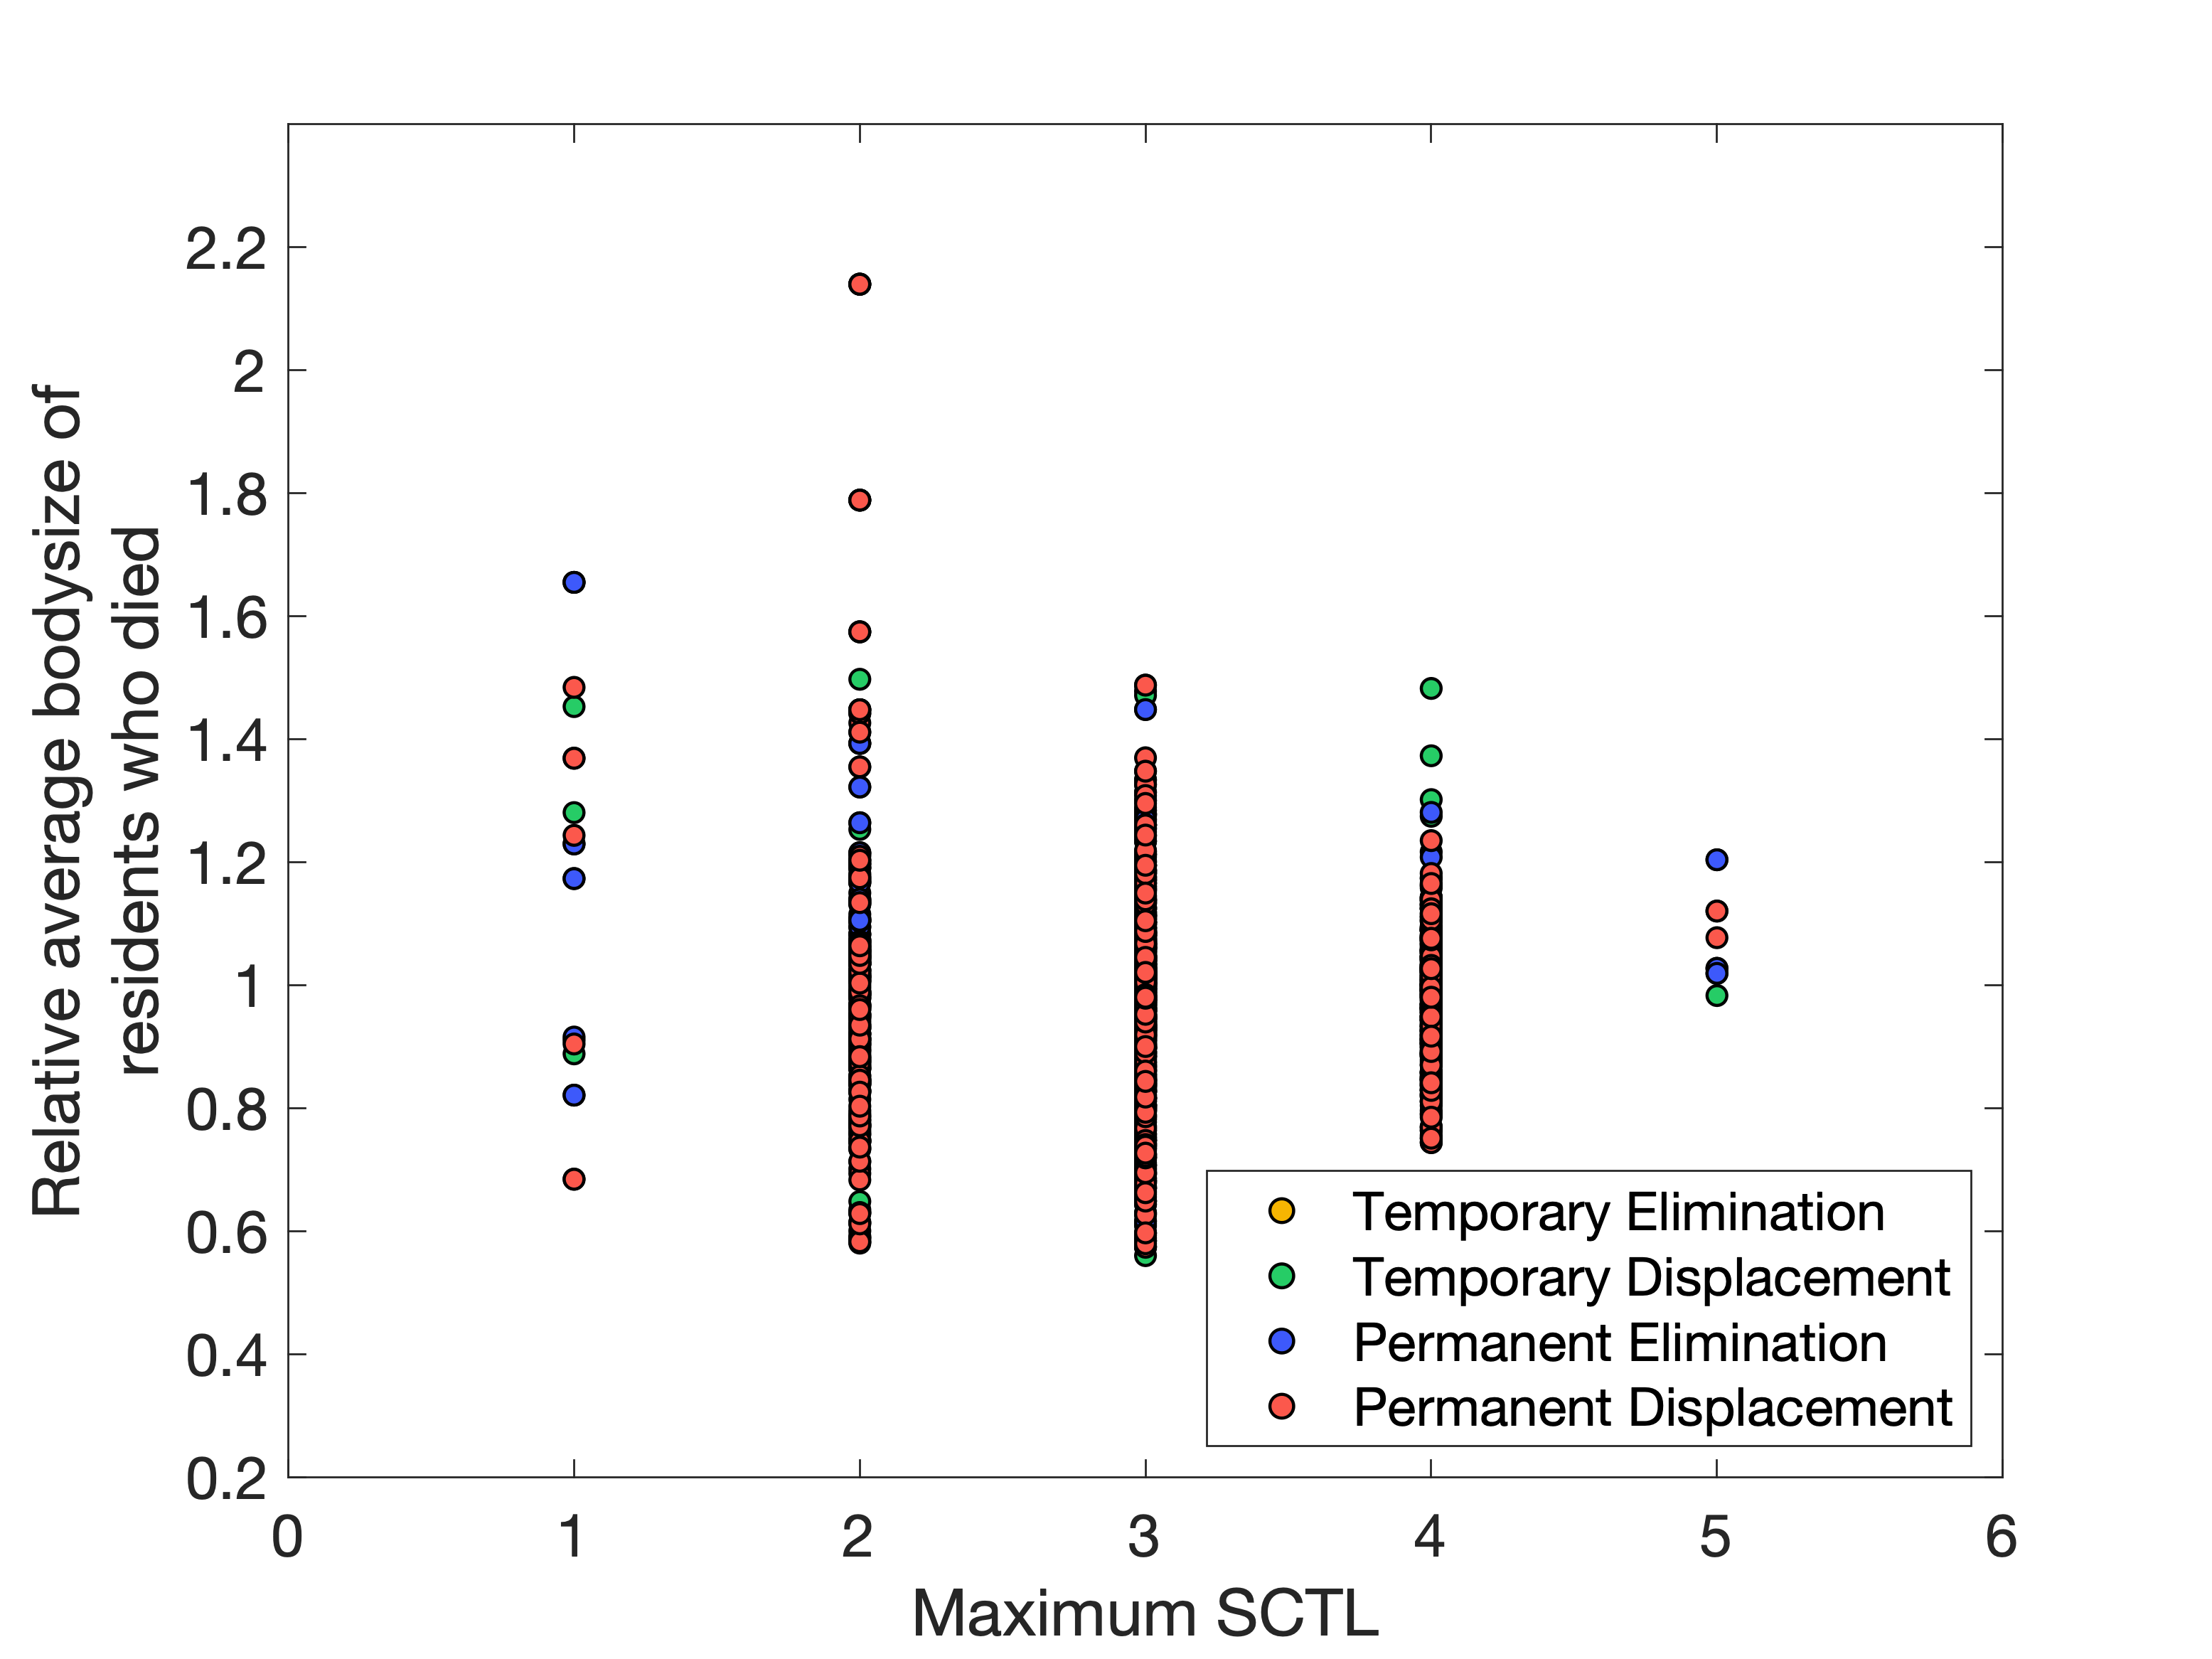 Relative average bodysize of
residents who died
2.2
2
1.8
1.6
1.4
1.2
1
0.8
0.6
0.4
0.2
0 1 2 3 4 5 6
Maximum SCTL
Temporary Elimination
Temporary Displacement
Permanent Elimination
Permanent Displacement